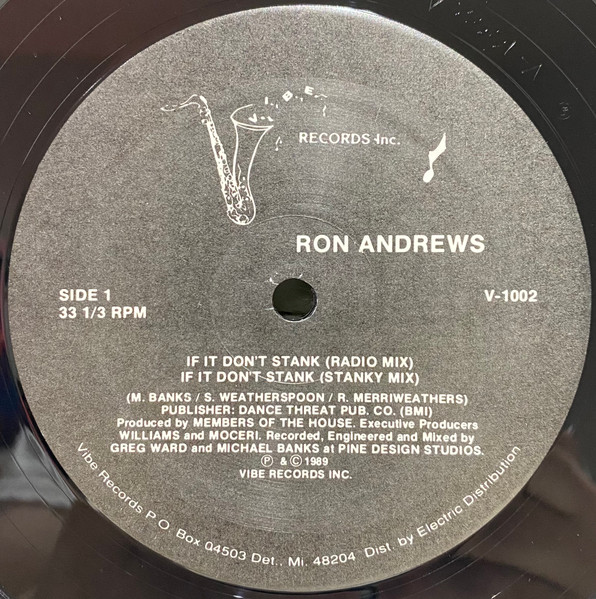 VIBE
RECORDS Inc.
RON ANDREWS
SIDE 1
33 1/3 RPM
V-1002
IF IT DON'T STANK (RADIO MIX)
IF IT DON'T STANK (STANKY MIX)
(M. BANKS / S. WEATHERSPOON / R. MERRIWEATHERS)
PUBLISHER: DANCE THREAT PUB. CO. (BMI)
Produced by MEMBERS OF THE HOUSE. Executive Producers
WILLIAMS and MOCERI. Recorded, Engineered and Mixed by
GREG WARD and MICHAEL BANKS at PINE DESIGN STUDIOS.
Ⓟ & © 1989
VIBE RECORDS INC.
Vibe Records P.O. Box 04503 Det., Mi. 48204 Dist. by Electric Distribution